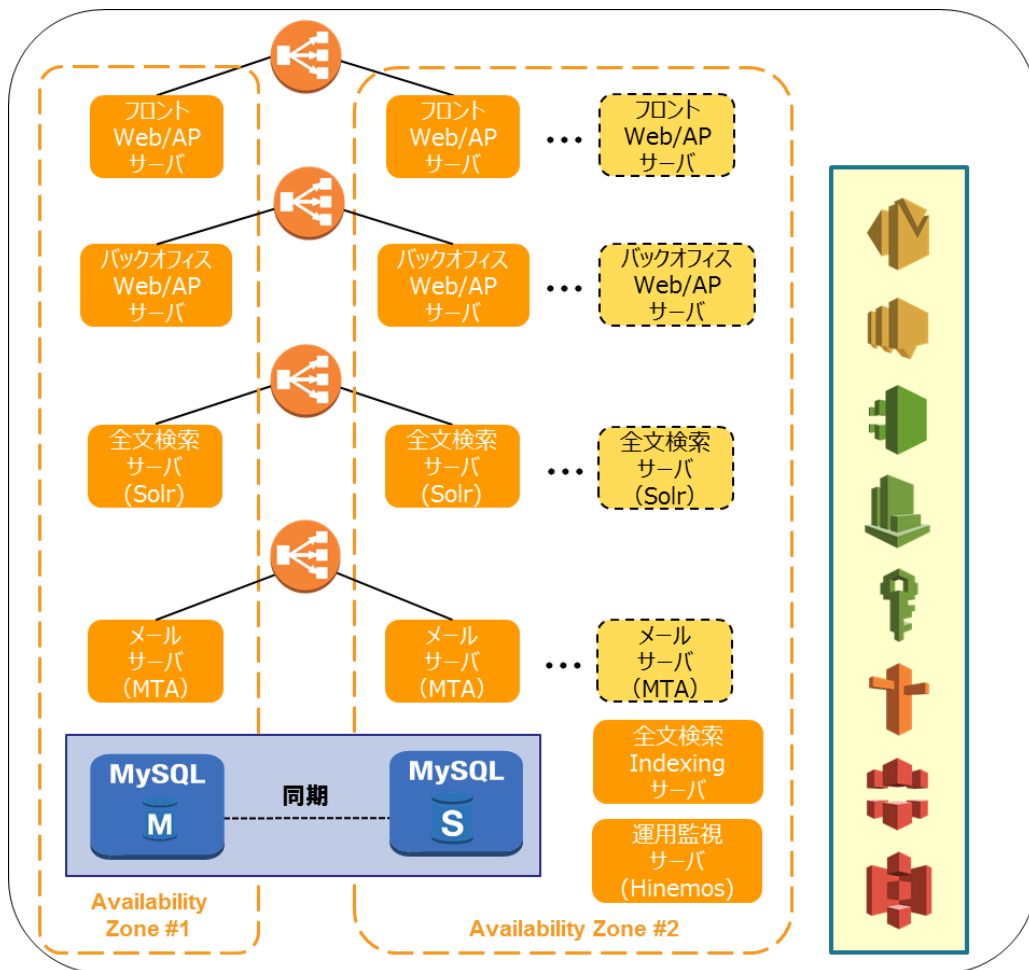 フロント
Web/AP
サーバ
フロント
Web/AP
サーバ
•••
フロント
Web/AP
サーバ
バックオフィス
Web/AP
サーバ
バックオフィス
Web/AP
サーバ
•••
バックオフィス
Web/AP
サーバ
全文検索
サーバ
(Solr)
全文検索
サーバ
(Solr)
•••
全文検索
サーバ
(Solr)
メール
サーバ
(MTA)
メール
サーバ
(MTA)
•••
メール
サーバ
(MTA)
MySQL
M
同期
MySQL
S
全文検索
Indexing
サーバ
運用監視
サーバ
(Hinemos)
Availability
Zone #1
Availability Zone #2